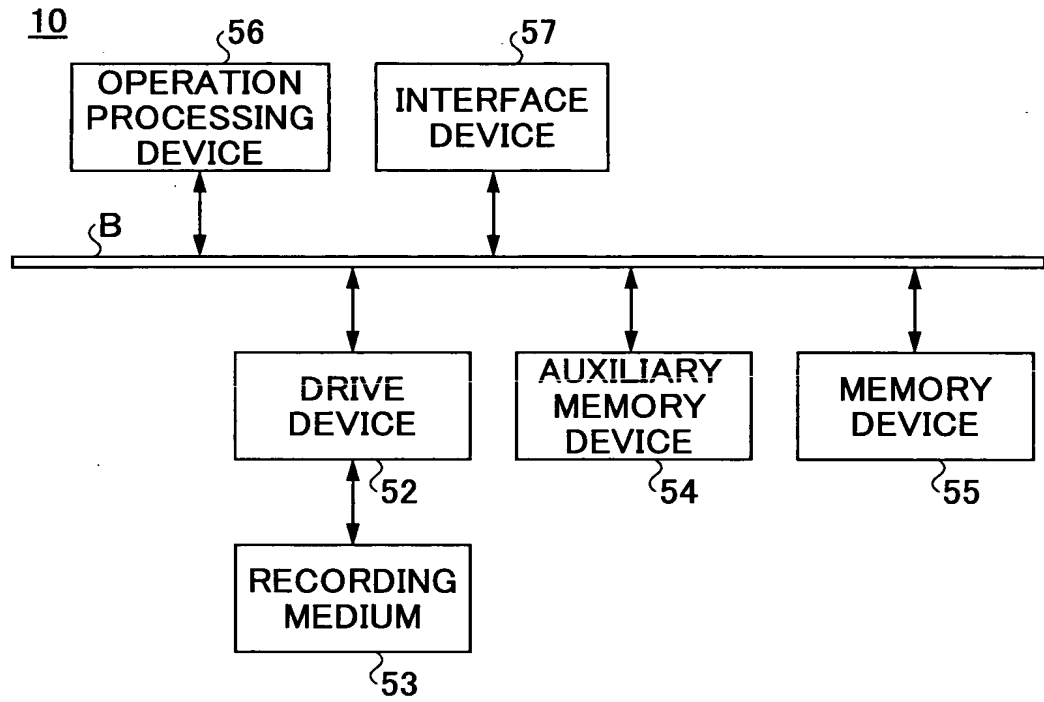 10
56
57
OPERATION
PROCESSING
DEVICE
INTERFACE
DEVICE
B
DRIVE
DEVICE
AUXILIARY
MEMORY
DEVICE
MEMORY
DEVICE
52
54
55
RECORDING
MEDIUM
53